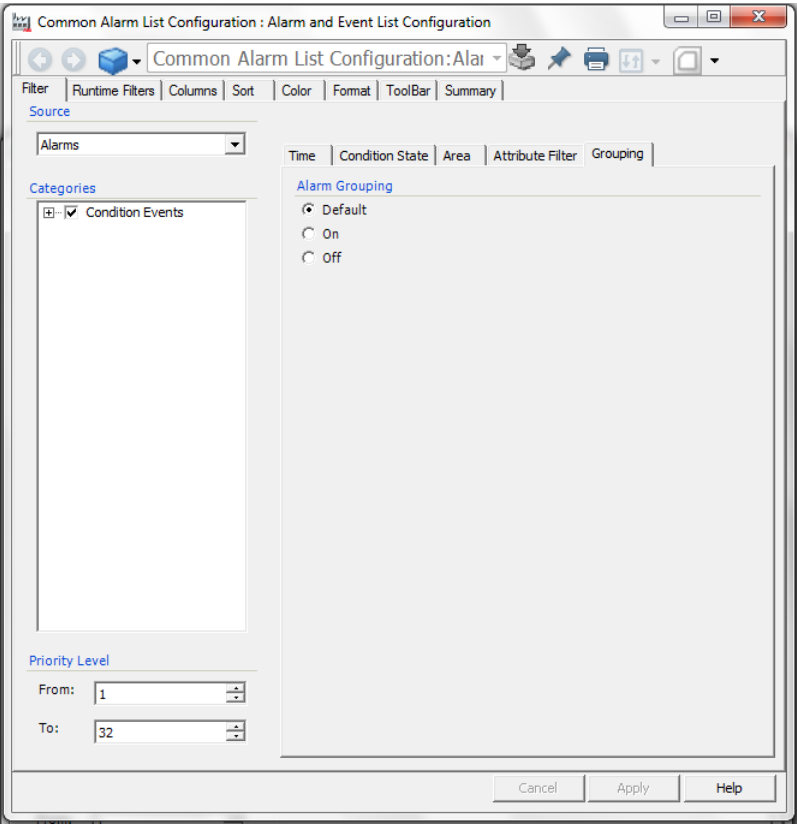 Common Alarm List Configuration : Alarm and Event List Configuration
Common Alarm List Configuration:Alar
Filter Runtime Filters Columns Sort Color Format ToolBar Summary
Source
Alarms
Time Condition State Area Attribute Filter Grouping
Categories
Condition Events
Alarm Grouping
Default
On
Off
Priority Level
From: 1
To: 32
Cancel Apply Help